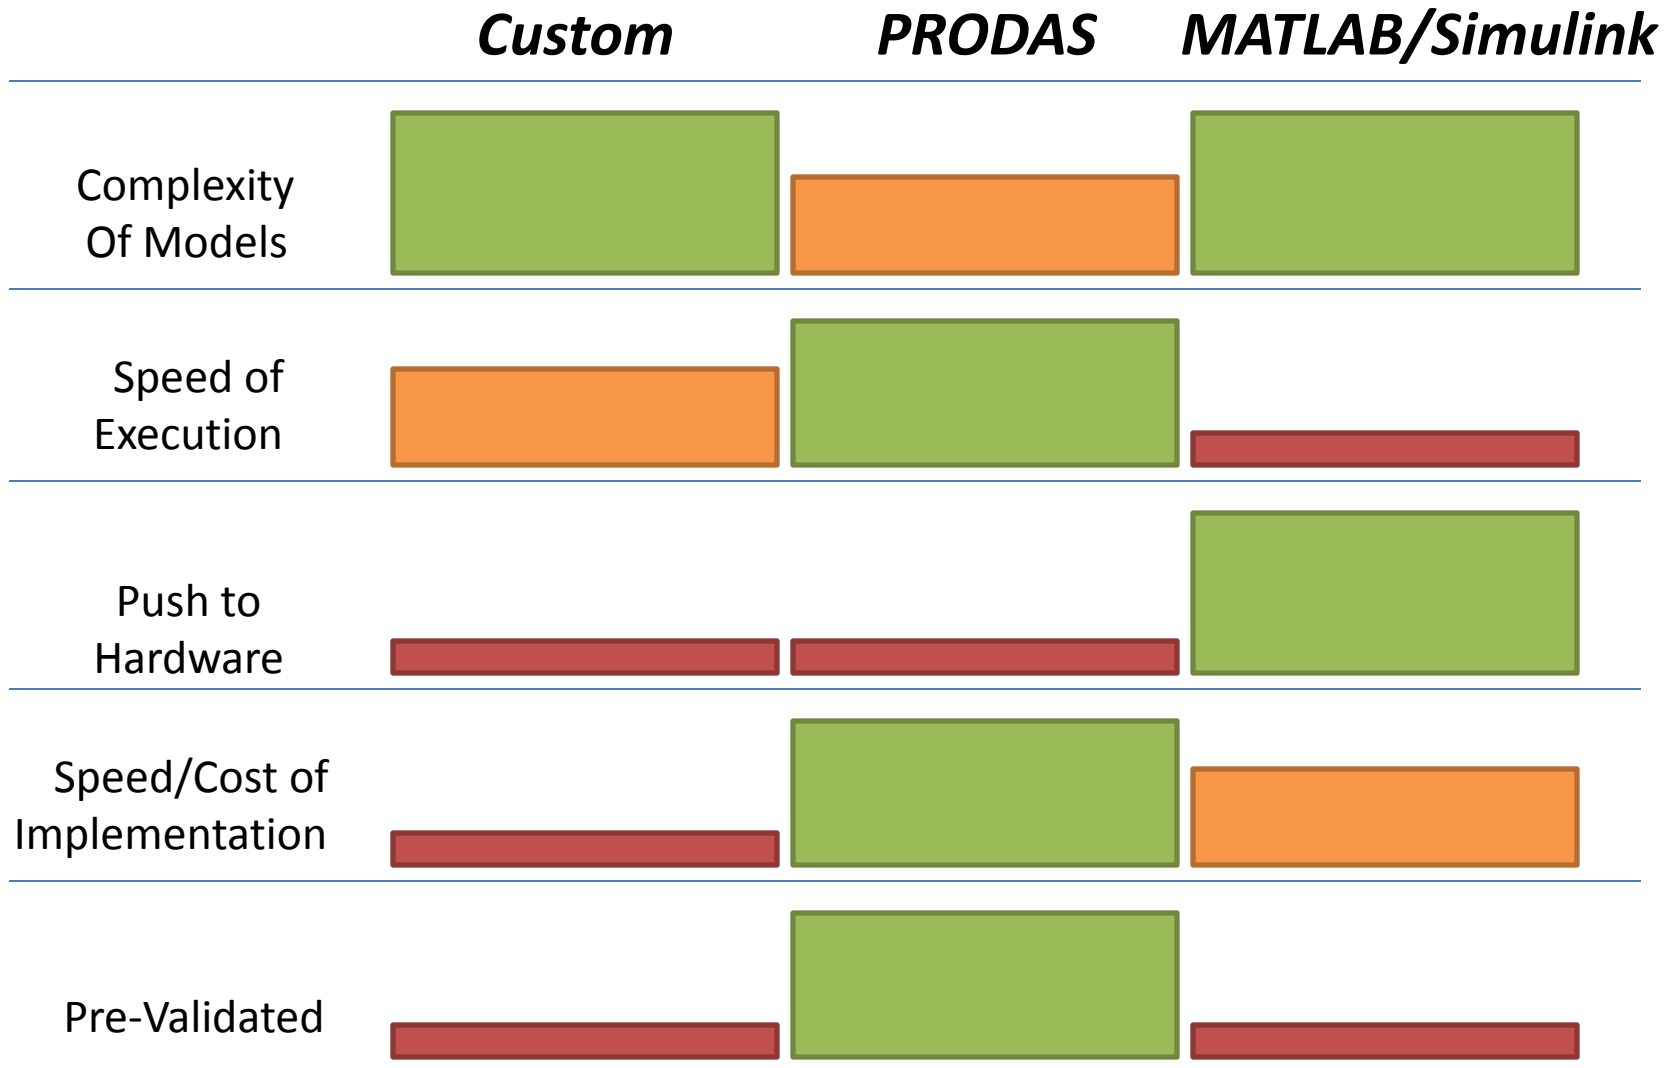 Custom PRODAS MATLAB/Simulink
Complexity
Of Models
Speed of
Execution
Push to
Hardware
Speed/Cost of
Implementation
Pre-Validated